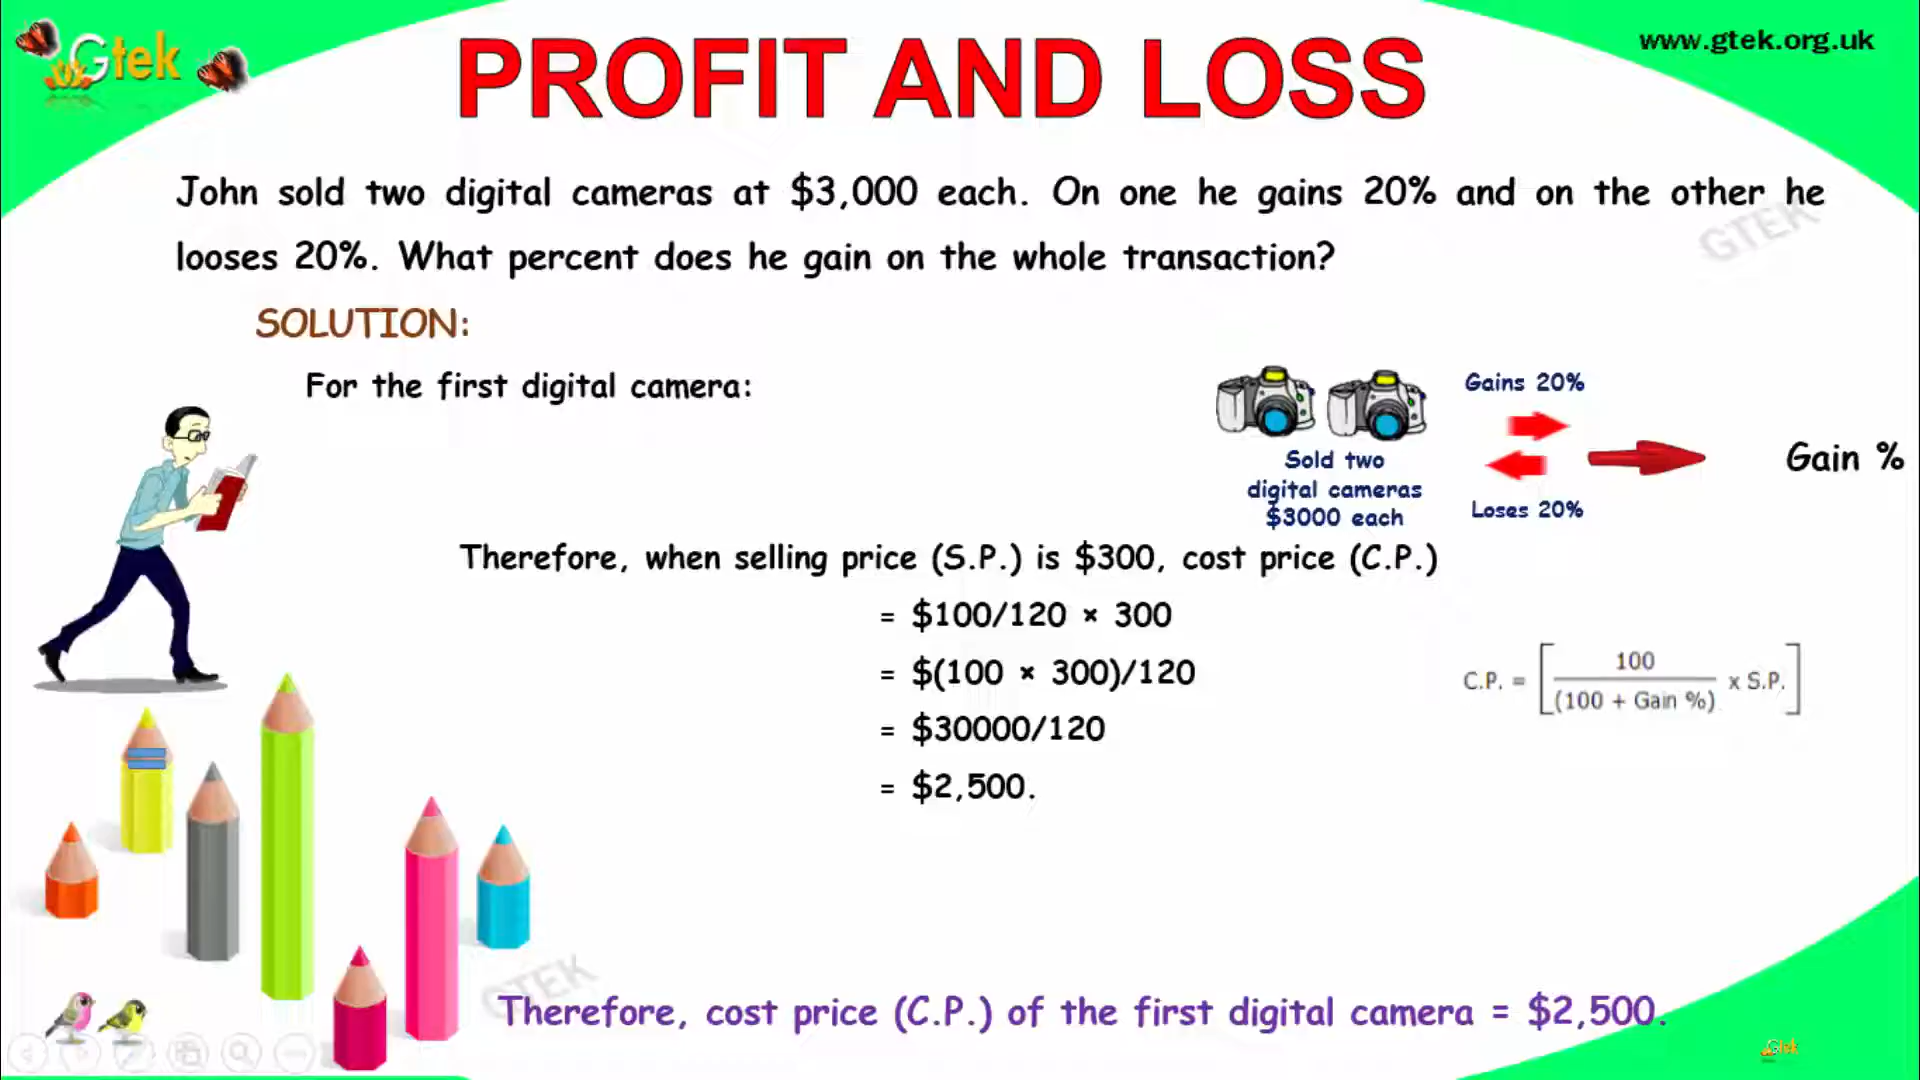 Gtek
www.gtek.org.uk
PROFIT AND LOSS
John sold two digital cameras at $3,000 each. On one he gains 20% and on the other he
looses 20%. What percent does he gain on the whole transaction?
GTEK
SOLUTION:
For the first digital camera:
Gains 20%
Gain %
Sold two
digital cameras
$3000 each
Loses 20%
Therefore, when selling price (S.P.) is $300, cost price (C.P.)
= $100/120 × 300
= $(100 × 300)/120
C.P. = [100/(100 + Gain %) x S.P.]
= $30000/120
= $2,500.
GTEK
Therefore, cost price (C.P.) of the first digital camera = $2,500.
Gtek